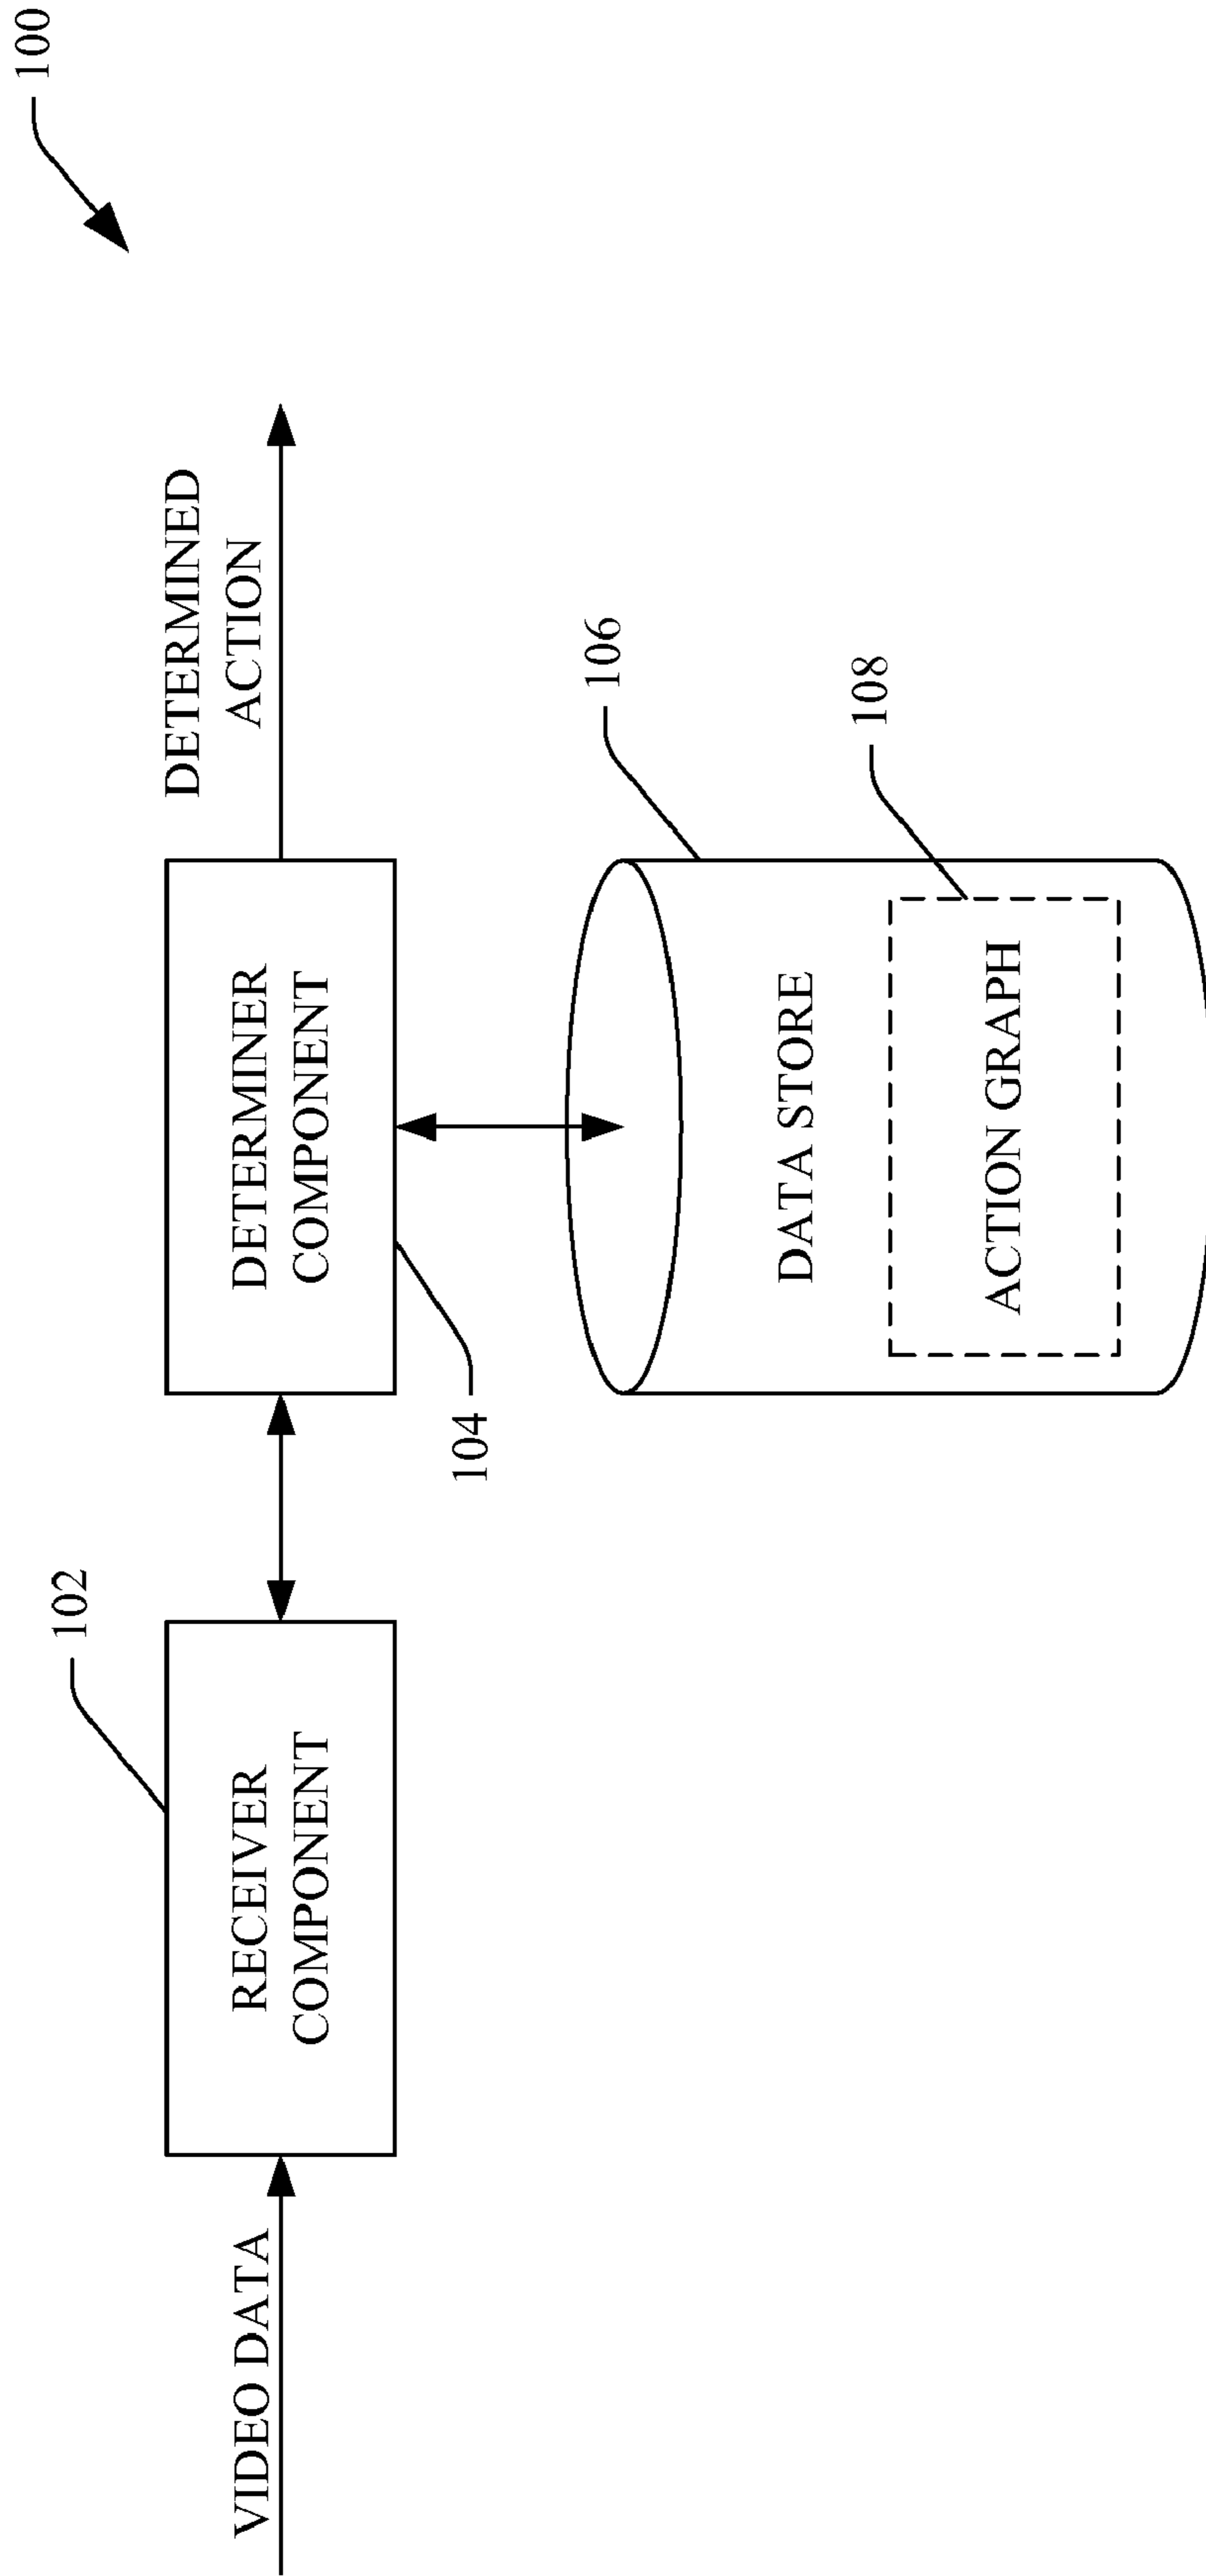 100
102
VIDEO DATA
RECEIVER
COMPONENT
DETERMINER
COMPONENT
DETERMINED
ACTION
104
106
DATA STORE
108
ACTION GRAPH